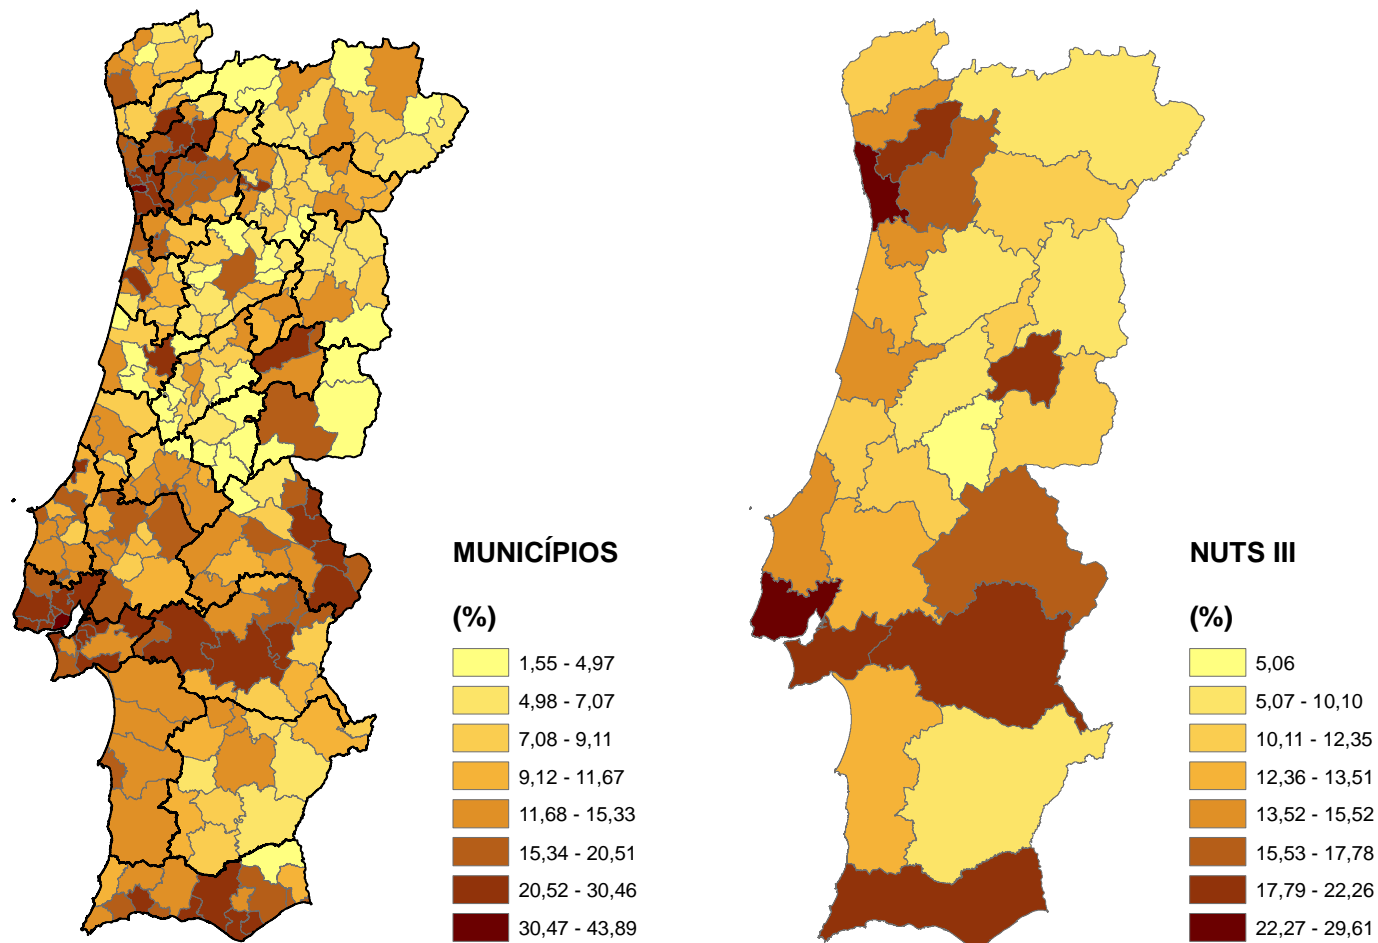 MUNICÍPIOS
(%)
1,55 - 4,97
4,98 - 7,07
7,08 - 9,11
9,12 - 11,67
11,68 - 15,33
15,34 - 20,51
20,52 - 30,46
30,47 - 43,89
NUTS III
(%)
5,06
5,07 - 10,10
10,11 - 12,35
12,36 - 13,51
13,52 - 15,52
15,53 - 17,78
17,79 - 22,26
22,27 - 29,61